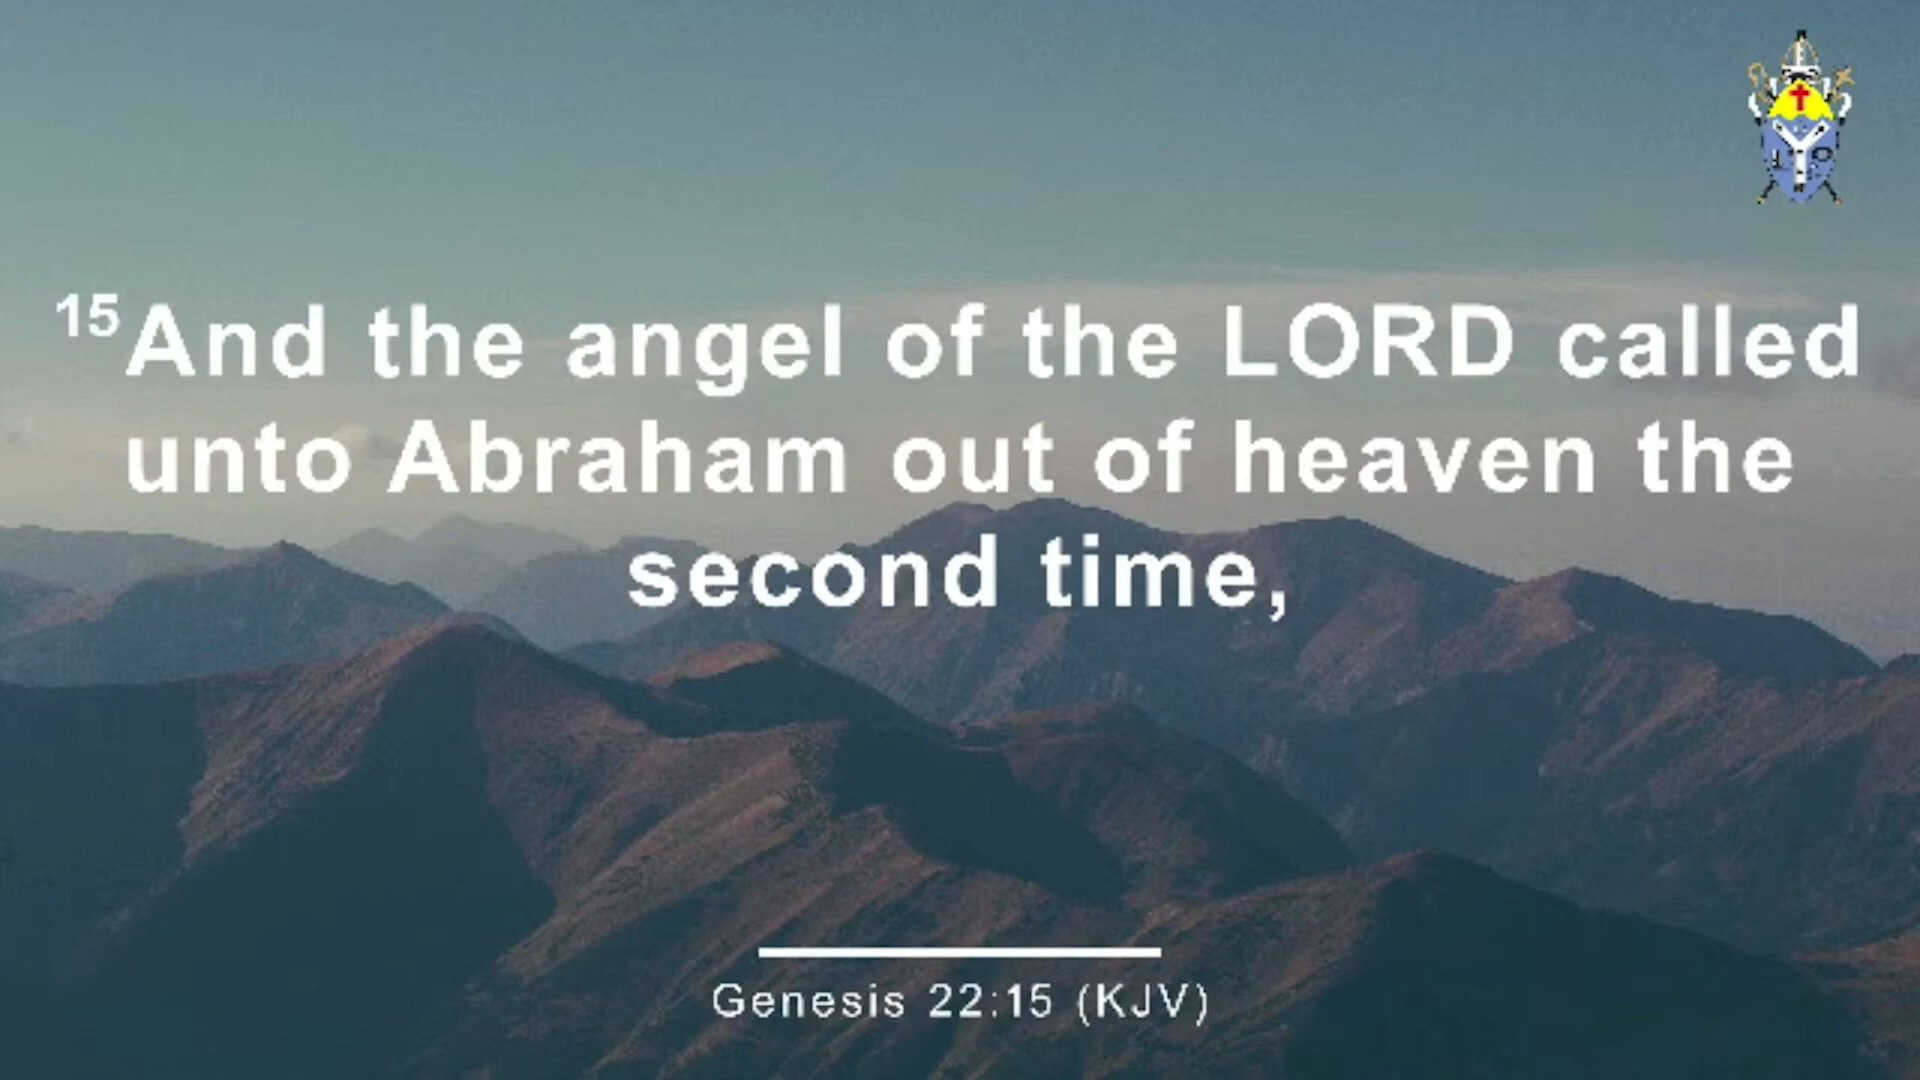 15And the angel of the LORD called
unto Abraham out of heaven the
second time,
Genesis 22:15 (KJV)